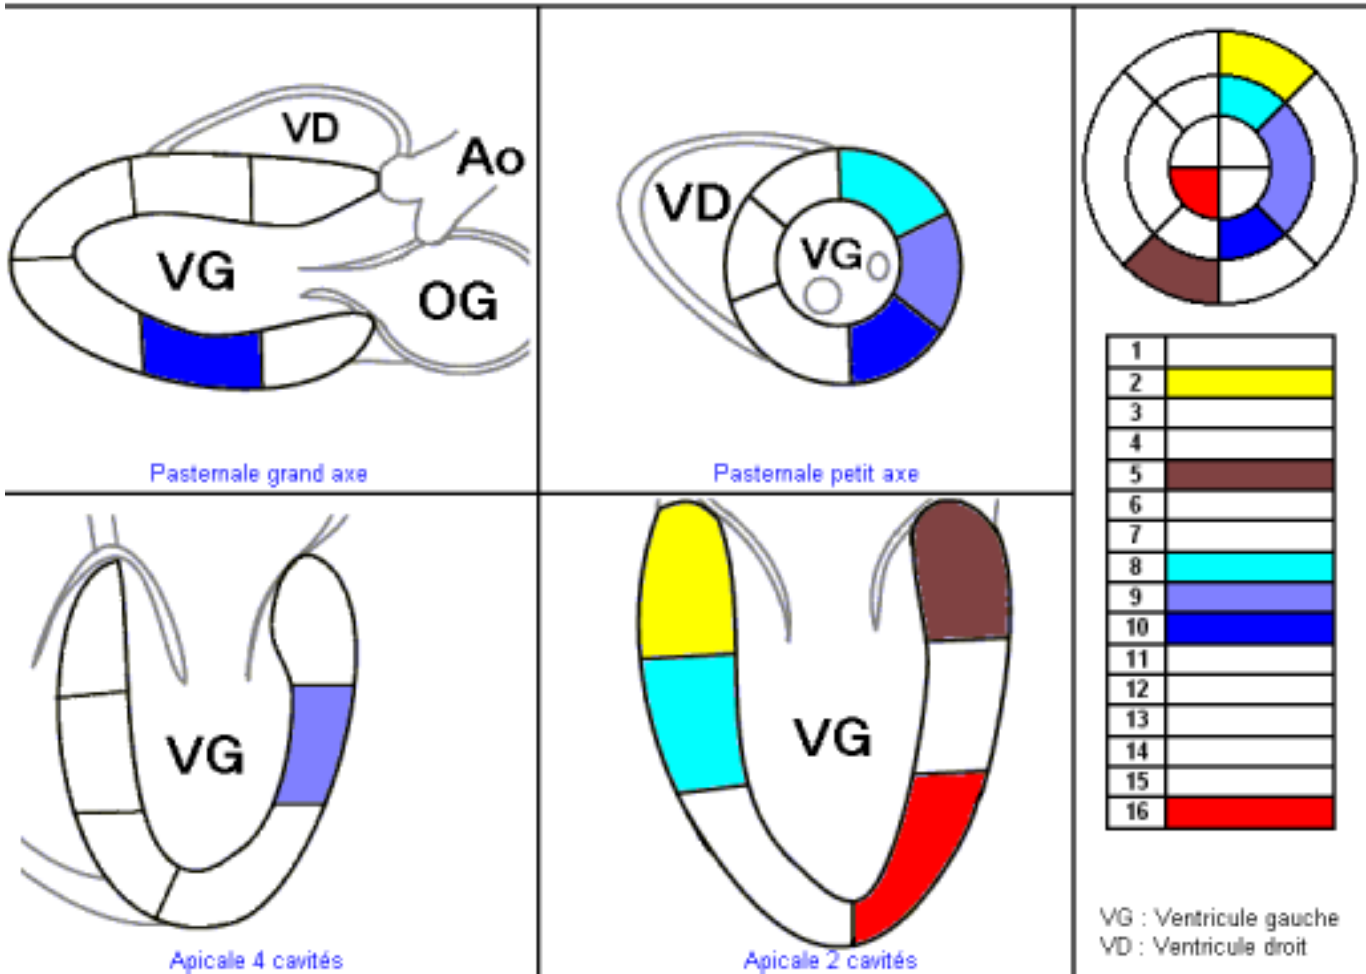 VD
Ao
VG
OG
Pasternale grand axe
VD
VG
Pasternale petit axe
VG
Apicale 4 cavités
VG
Apicale 2 cavités
1
2
3
4
5
6
7
8
9
10
11
12
13
14
15
16
VG : Ventricule gauche
VD : Ventricule droit